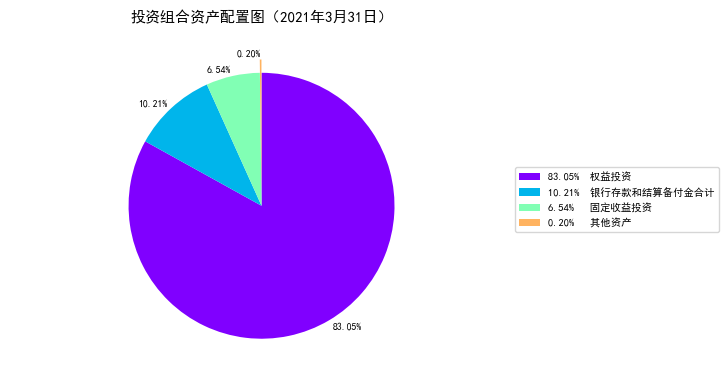 投资组合资产配置图（2021年3月31日）
0.20%
6.54%
10.21%
83.05%
83.05% 权益投资
10.21% 银行存款和结算备付金合计
6.54% 固定收益投资
0.20% 其他资产